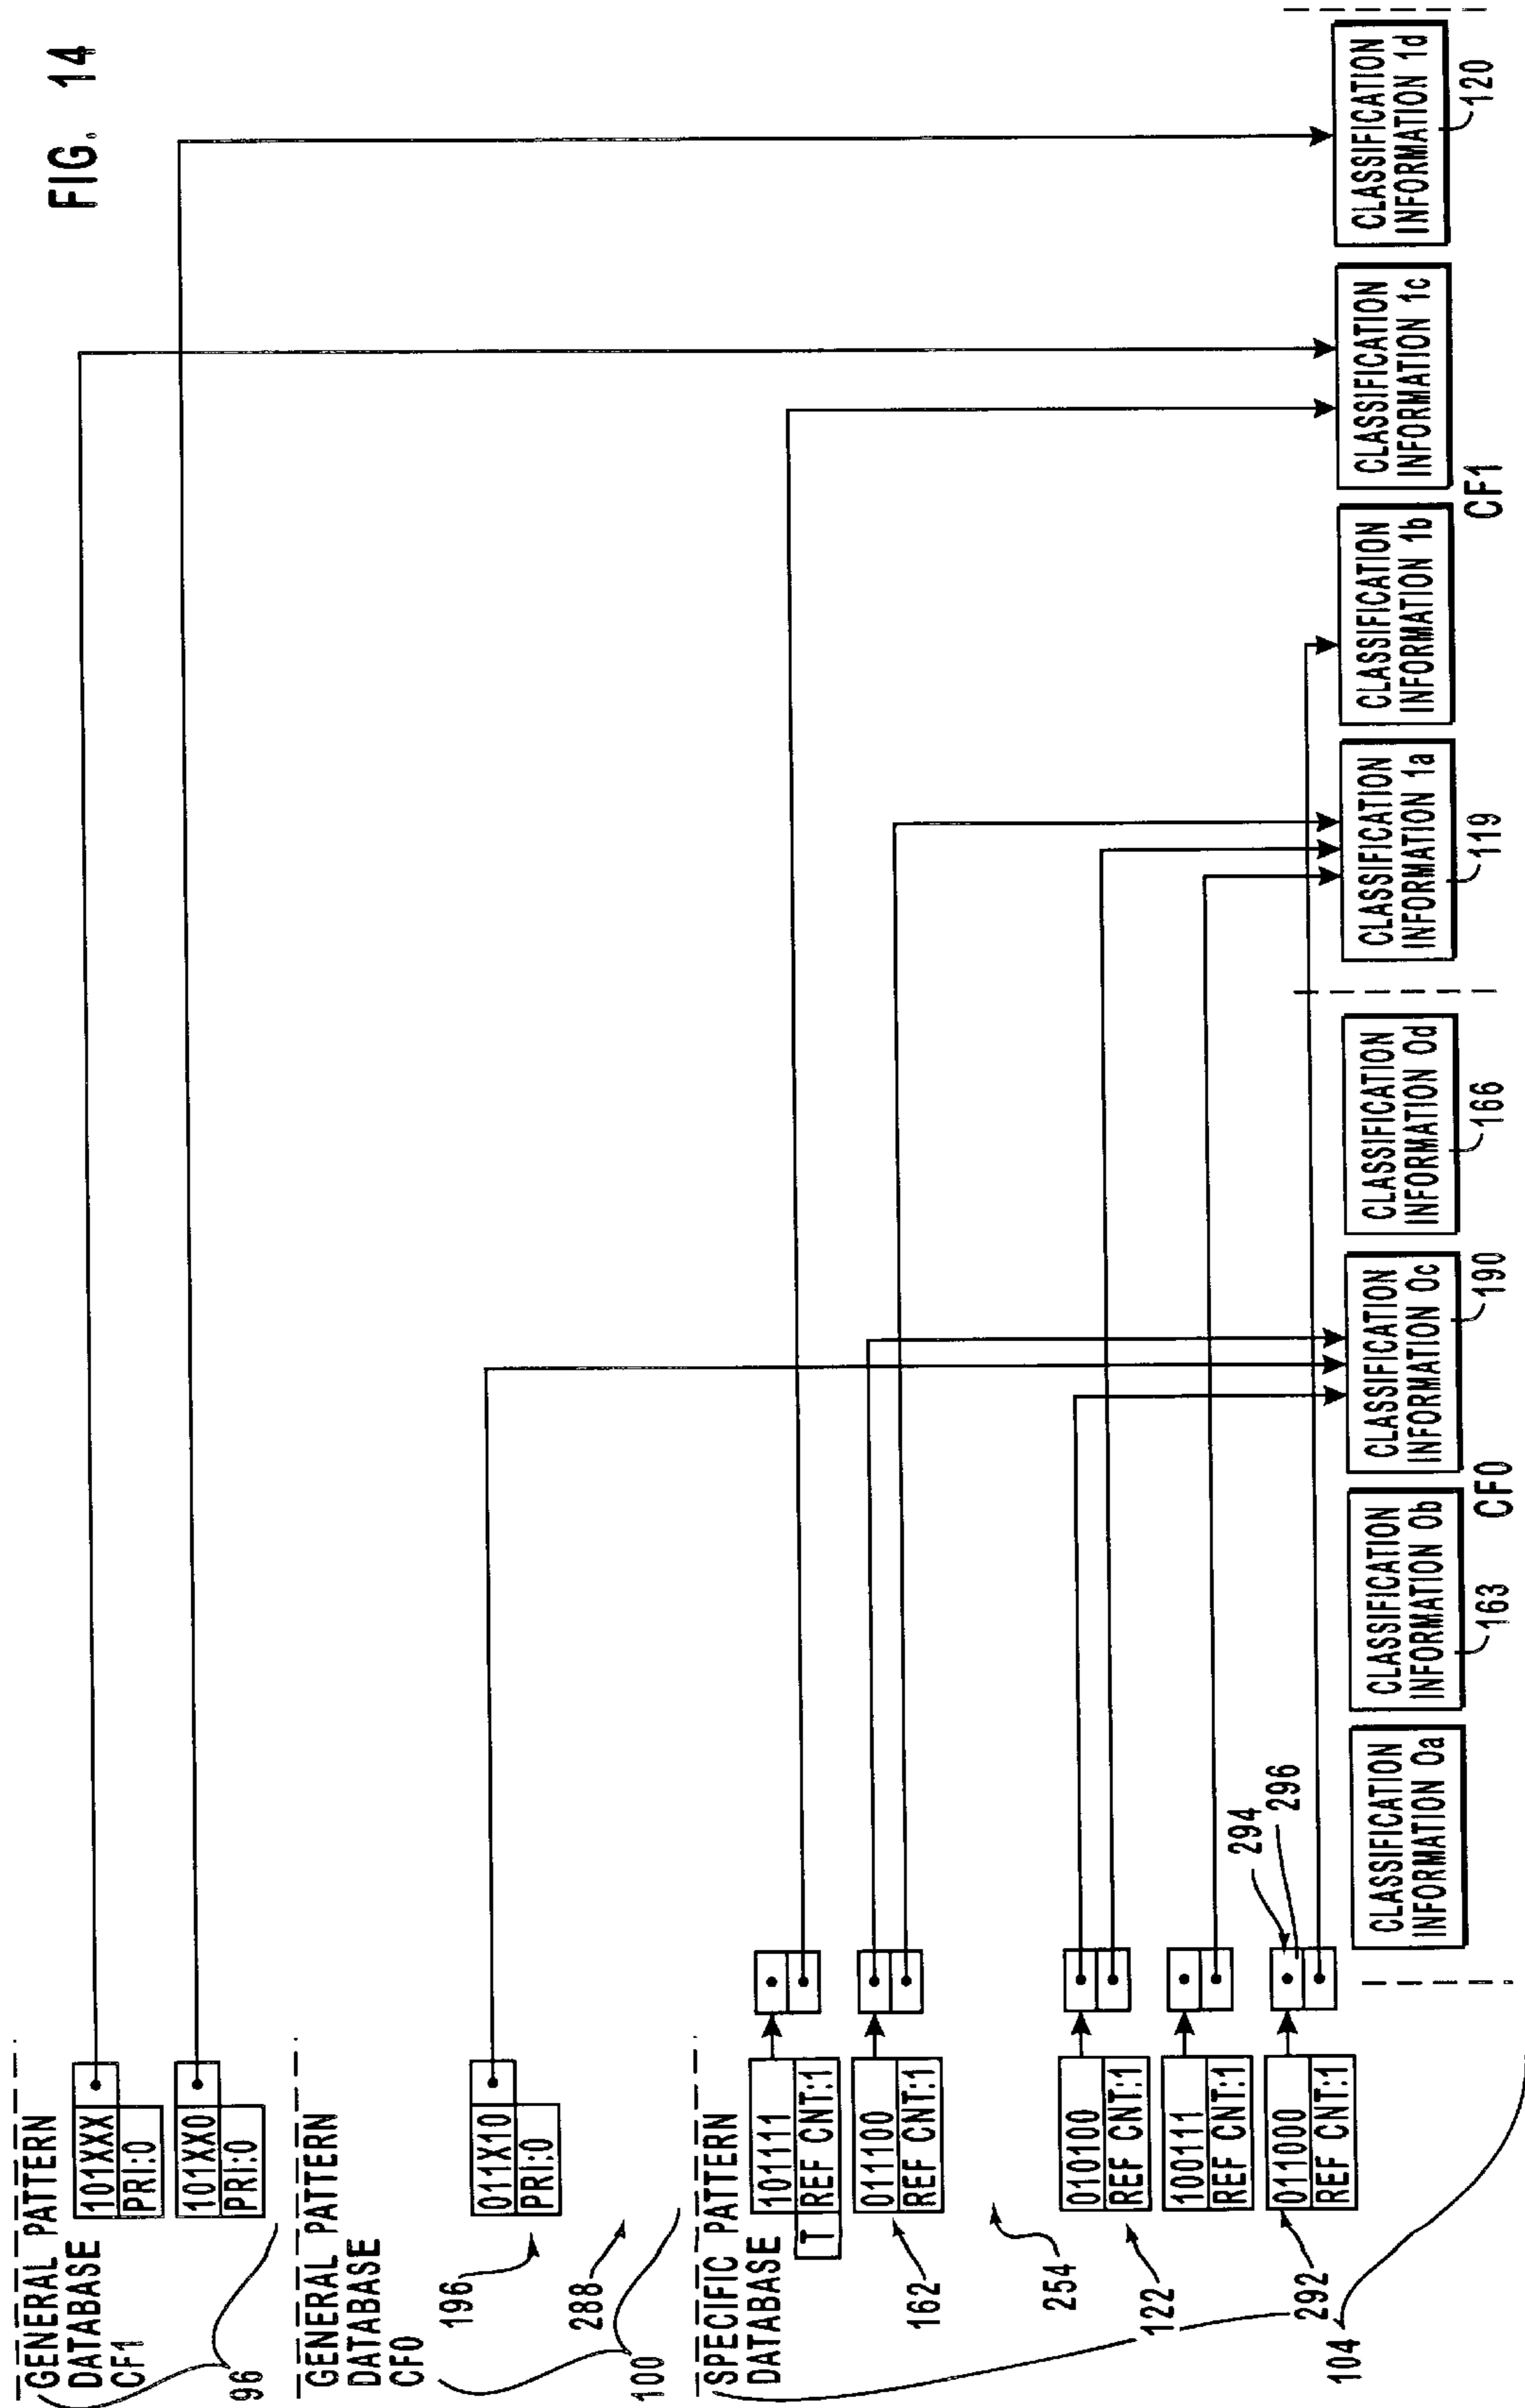 FIG. 14
GENERAL PATTERN
DATABASE
CF1
101XXX
PRI:0
101XX0
PRI:0
96
GENERAL PATTERN
DATABASE
CF0
011X10
PRI:0
196
288
100
SPECIFIC PATTERN
DATABASE
T
101111
REF CNT:1
011100
REF CNT:1
162
254
010100
REF CNT:1
122
100111
REF CNT:1
011000
REF CNT:1
292
104
294
296
CLASSIFICATION
INFORMATION 0a
CLASSIFICATION
INFORMATION 0b
163
CF0
CLASSIFICATION
INFORMATION 0c
190
CLASSIFICATION
INFORMATION 0d
166
CLASSIFICATION
INFORMATION 1a
119
CLASSIFICATION
INFORMATION 1b
CF1
CLASSIFICATION
INFORMATION 1c
CLASSIFICATION
INFORMATION 1d
120